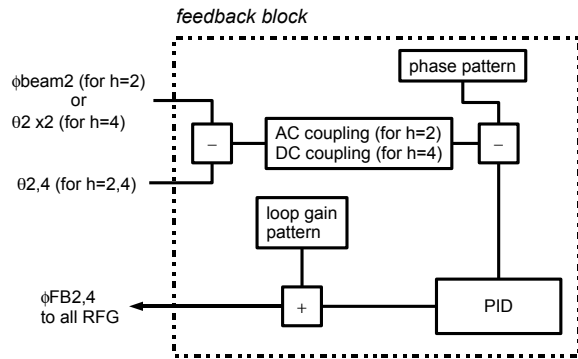 feedback block
ϕbeam2 (for h=2)
or
θ2 x2 (for h=4)
phase pattern
−
AC coupling (for h=2)
DC coupling (for h=4)
−
θ2,4 (for h=2,4)
loop gain
pattern
ϕFB2,4
to all RFG
+
PID